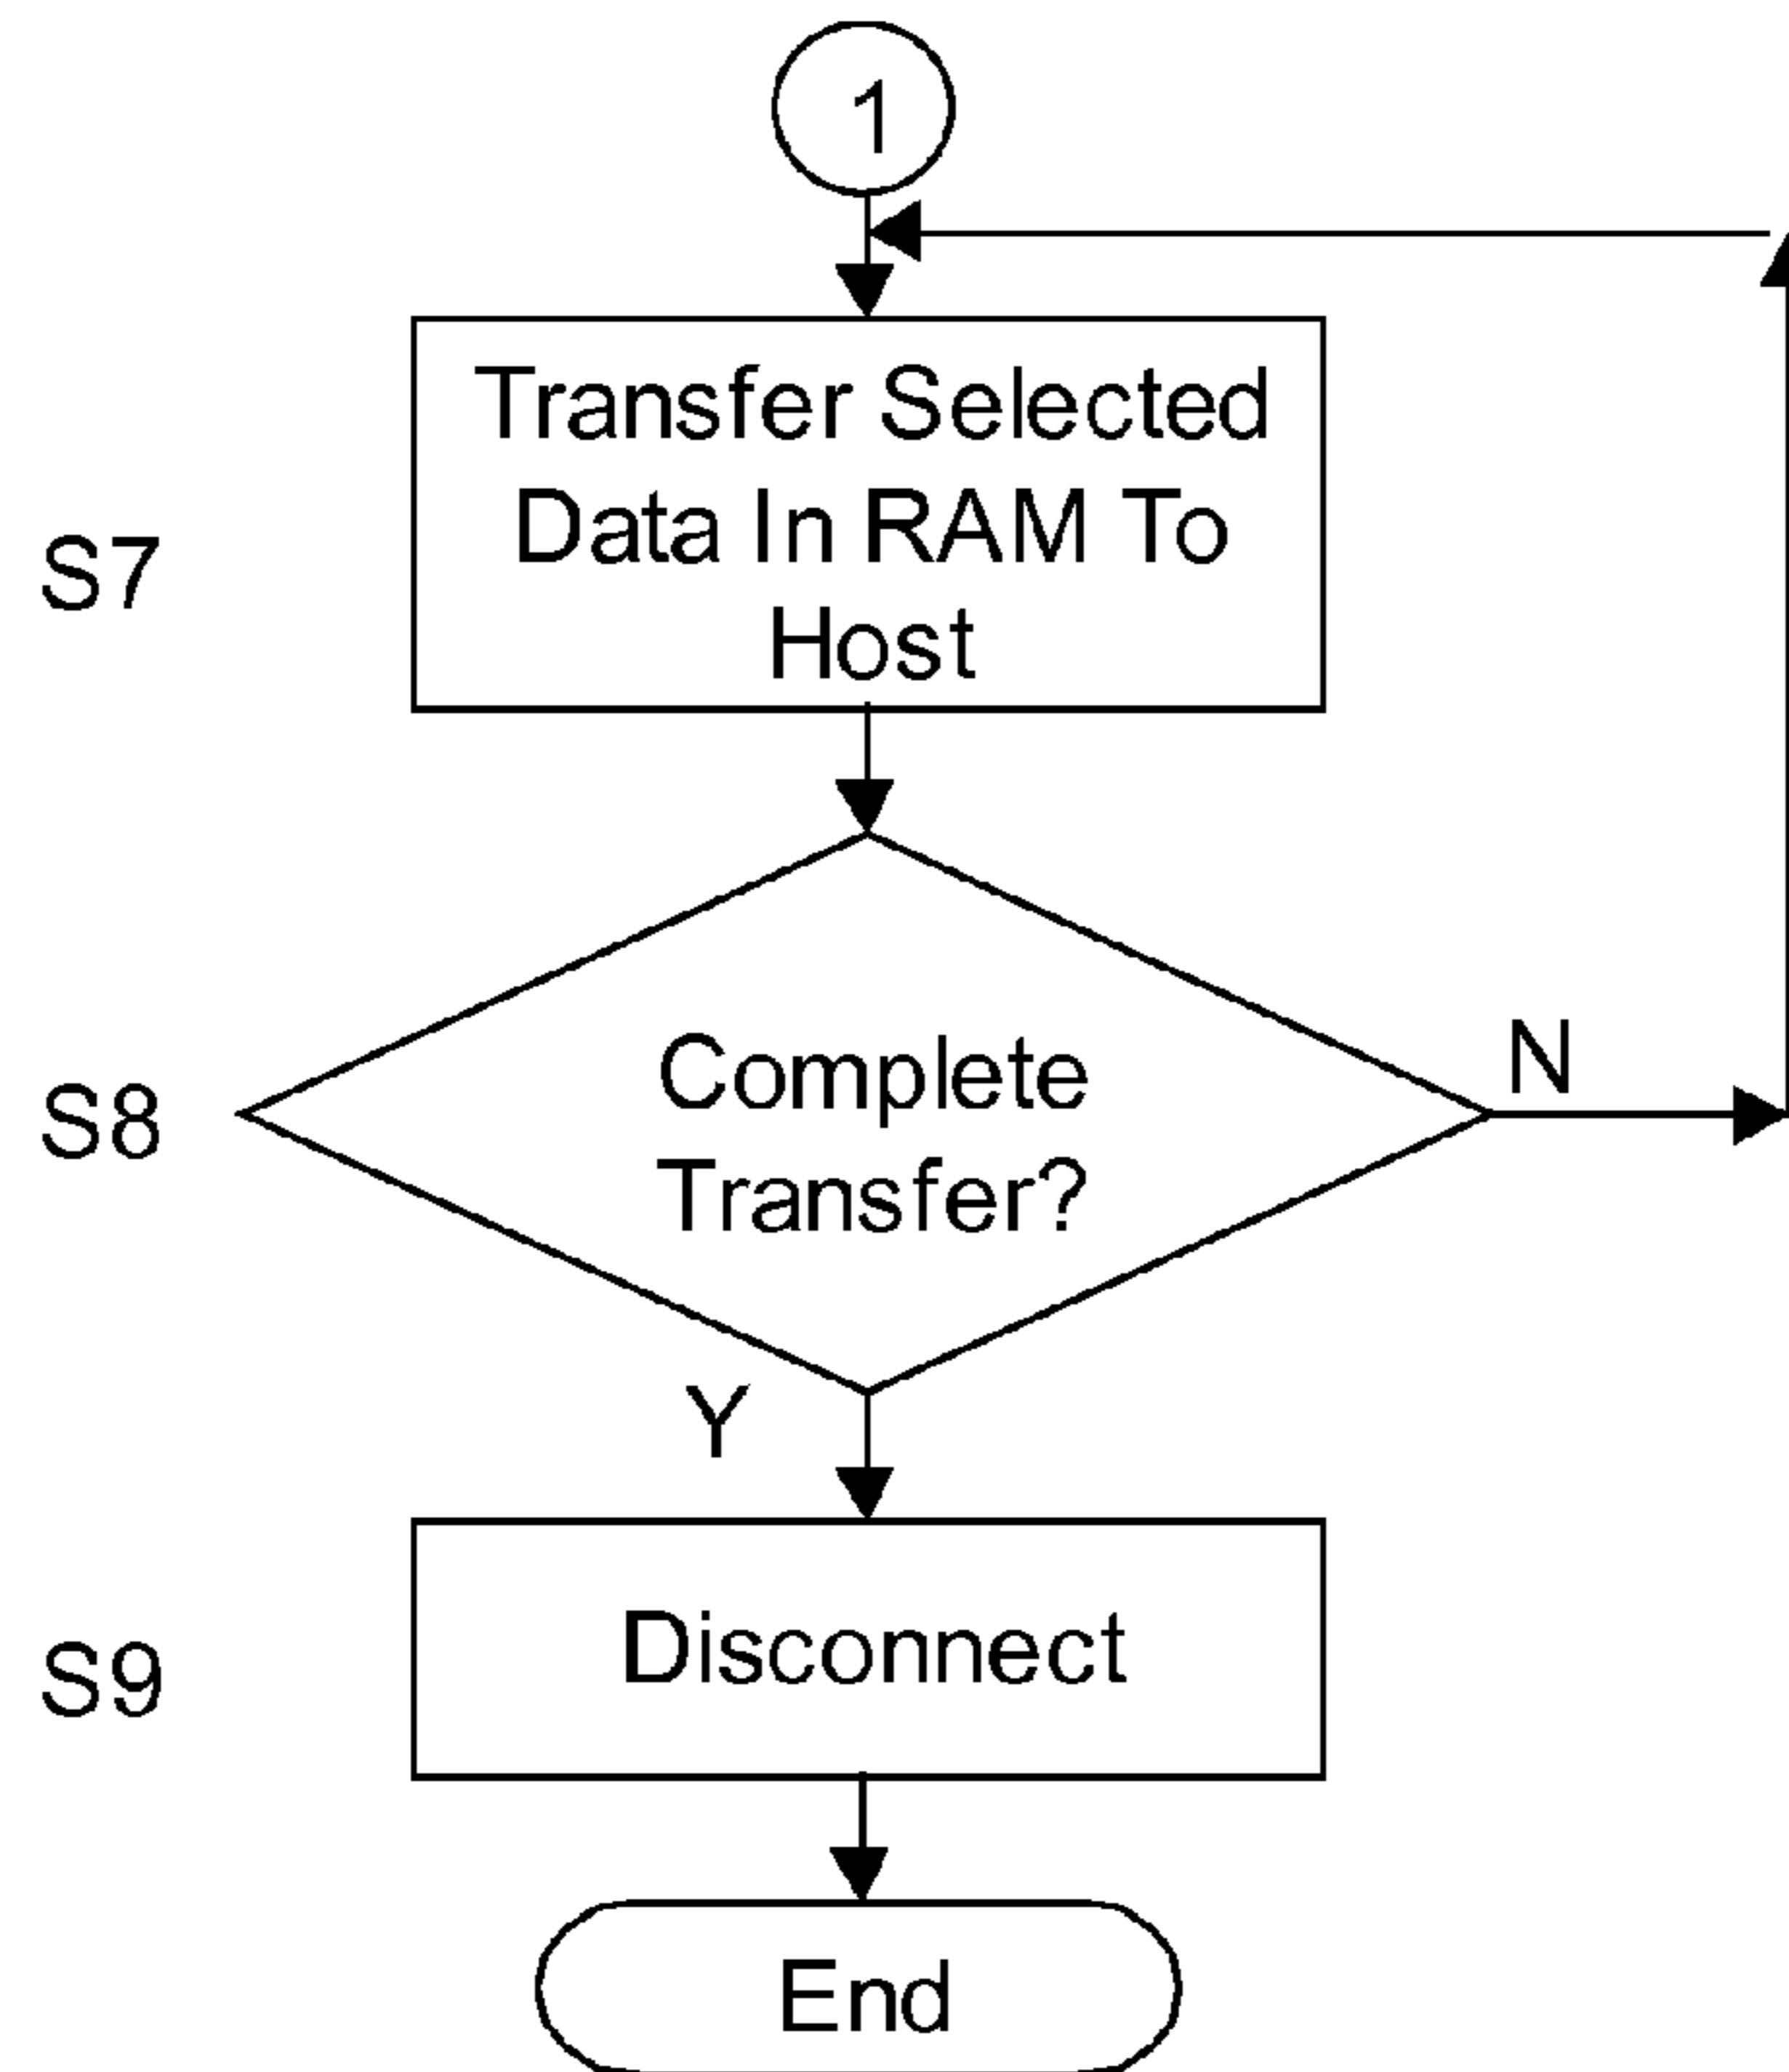 1
Transfer Selected
Data In RAM To
Host
S7
Complete
Transfer?
N
S8
Y
Disconnect
S9
End